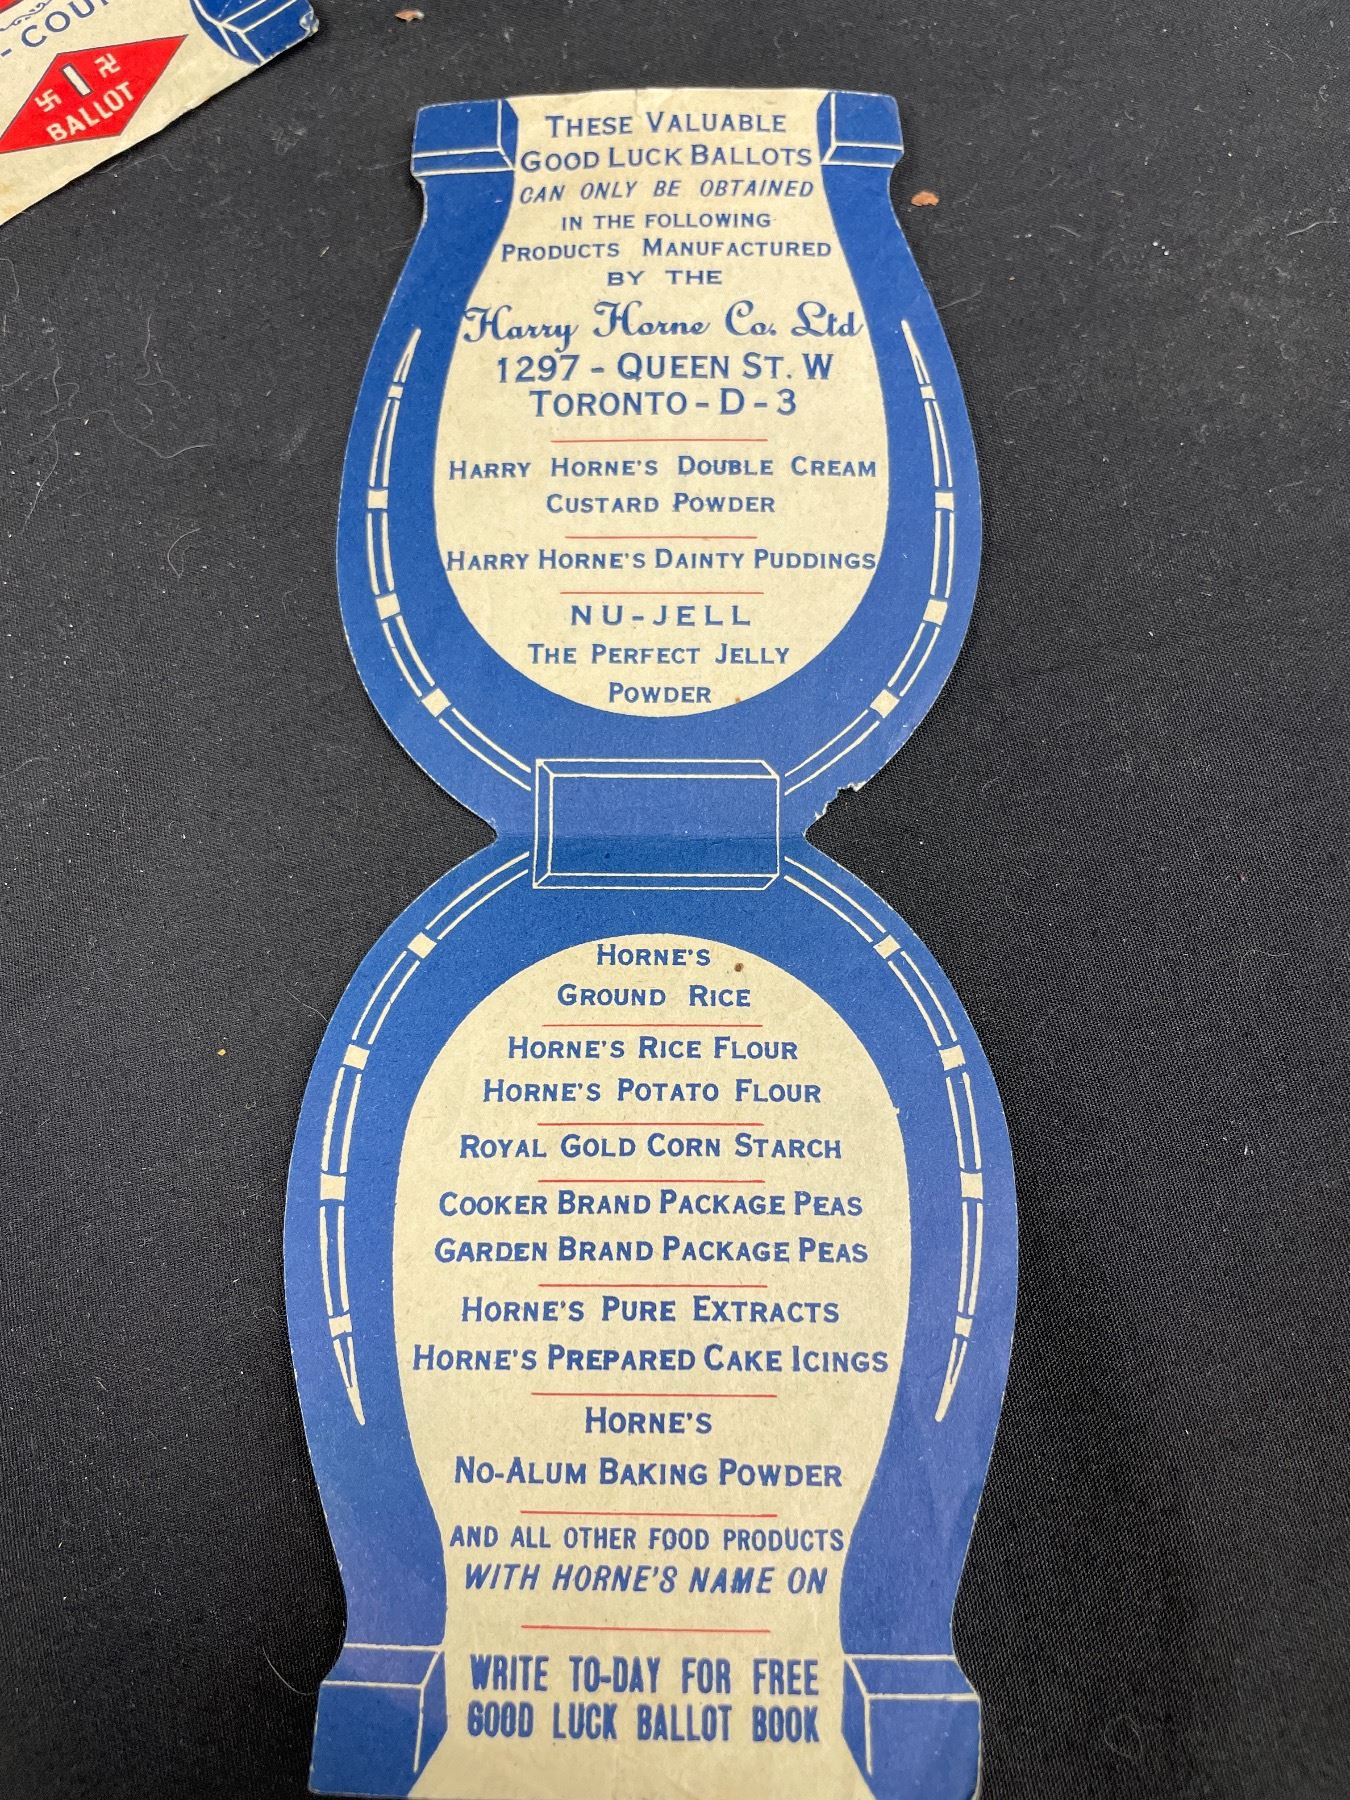 - COU
1
BALLOT
THESE VALUABLE
GOOD LUCK BALLOTS
CAN ONLY BE OBTAINED
IN THE FOLLOWING
PRODUCTS MANUFACTURED
BY THE
Harry Horne Co. Ltd
1297 - QUEEN ST. W
TORONTO - D - 3
HARRY HORNE'S DOUBLE CREAM
CUSTARD POWDER
HARRY HORNE'S DAINTY PUDDINGS
NU-JELL
THE PERFECT JELLY
POWDER
HORNE'S
GROUND RICE
HORNE'S RICE FLOUR
HORNE'S POTATO FLOUR
ROYAL GOLD CORN STARCH
COOKER BRAND PACKAGE PEAS
GARDEN BRAND PACKAGE PEAS
HORNE'S PURE EXTRACTS
HORNE'S PREPARED CAKE ICINGS
HORNE'S
NO-ALUM BAKING POWDER
AND ALL OTHER FOOD PRODUCTS
WITH HORNE'S NAME ON
WRITE TO-DAY FOR FREE
GOOD LUCK BALLOT BOOK